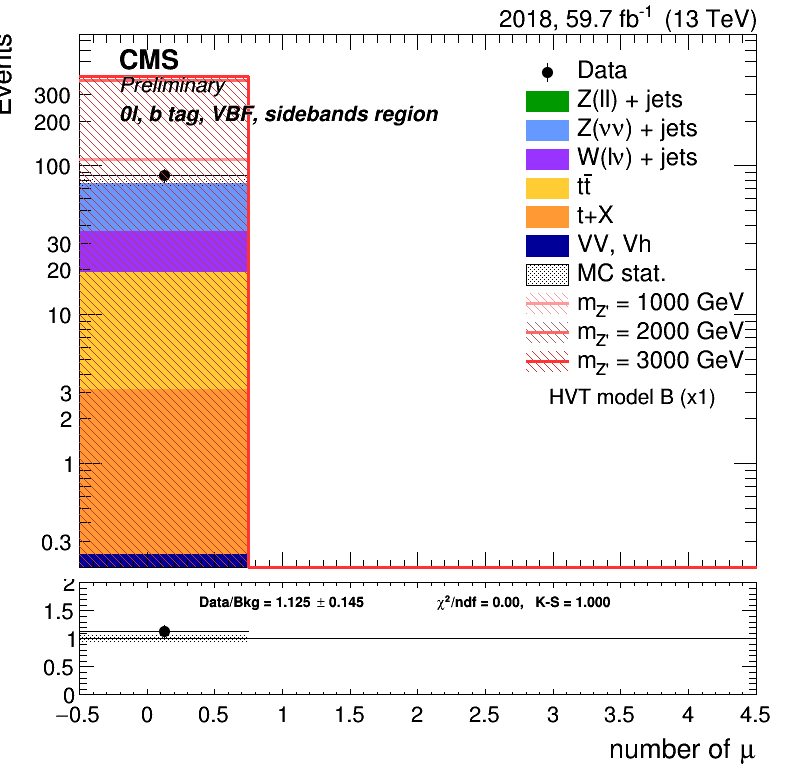 2018, 59.7 fb⁻¹ (13 TeV)
Events
CMS
Preliminary
0l, b tag, VBF, sidebands region
Data
Z(ll) + jets
Z(νν) + jets
W(lν) + jets
tt̄
t+X
VV, Vh
MC stat.
m_Z' = 1000 GeV
m_Z' = 2000 GeV
m_Z' = 3000 GeV
HVT model B (x1)
300
200
100
30
20
10
3
2
1
0.3
Data/Bkg = 1.125 ± 0.145
χ²/ndf = 0.00, K-S = 1.000
2
1.5
1
0.5
0
−0.5 0 0.5 1 1.5 2 2.5 3 3.5 4 4.5
number of μ